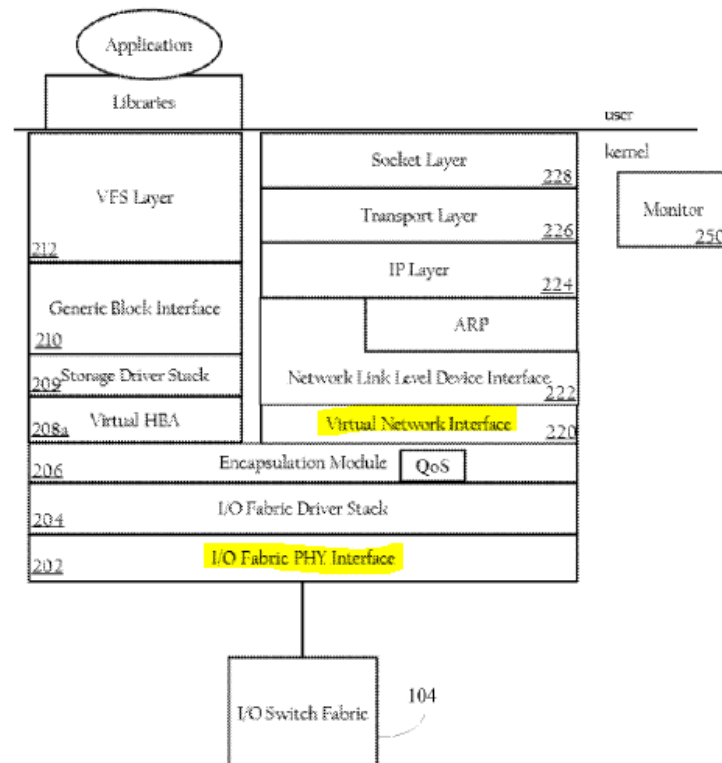 Application
Libraries
user
kernel
VFS Layer
212
Generic Block Interface
210
Storage Driver Stack
209
Virtual HBA
208a
Socket Layer
228
Transport Layer
226
IP Layer
224
ARP
Network Link Level Device Interface
222
Virtual Network Interface
220
Monitor
250
Encapsulation Module
QoS
206
I/O Fabric Driver Stack
204
I/O Fabric PHY Interface
202
I/O Switch Fabric
104